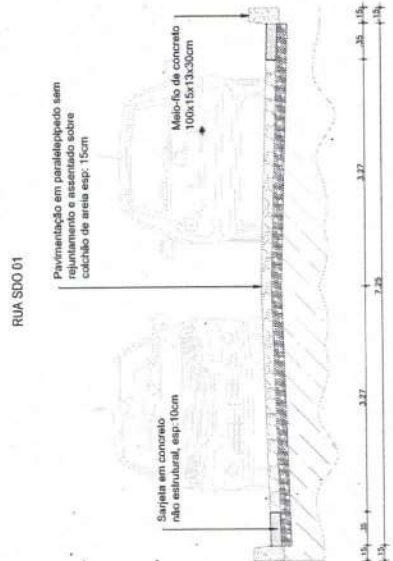 RUA SDO 01
Pavimentação em paralelepípedo sem
rejuntamento e assentado sobre
colchão de areia esp: 15cm
Meio-fio de concreto
100x15x13x30cm
Sarjeta em concreto
não estrutural, esp:10cm
15 .35 3.27 3.27 .35 15
15 7.25 15